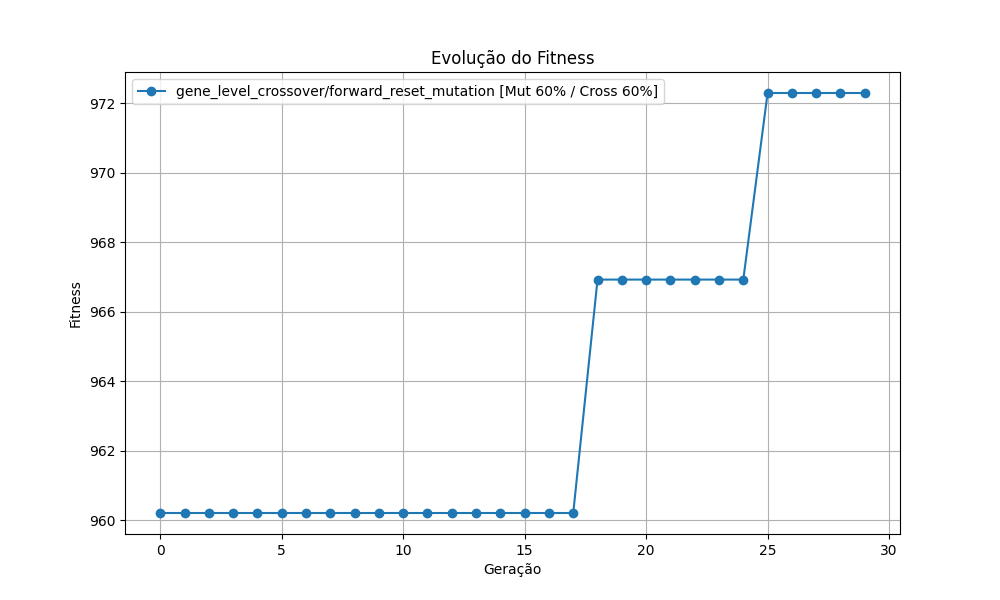 Evolução do Fitness
gene_level_crossover/forward_reset_mutation [Mut 60% / Cross 60%]
Fitness
972
970
968
966
964
962
960
0 5 10 15 20 25 30
Geração